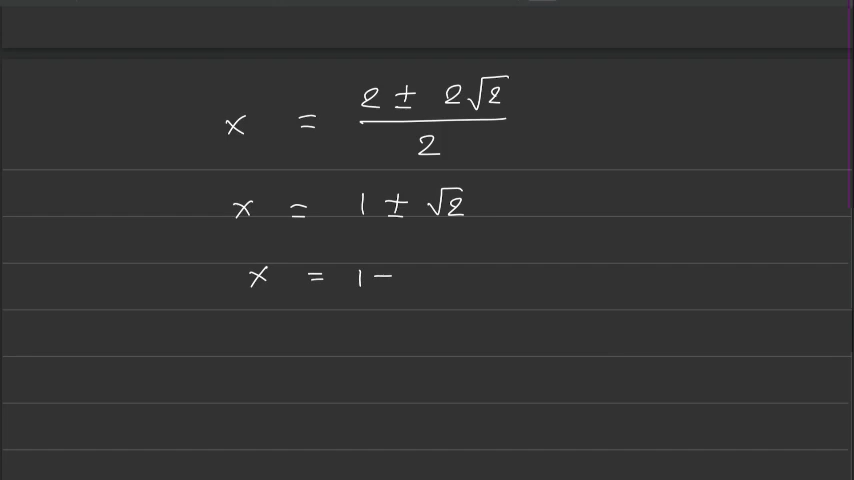 x = (2 ± 2√2)/2
x = 1 ± √2
x = 1 −